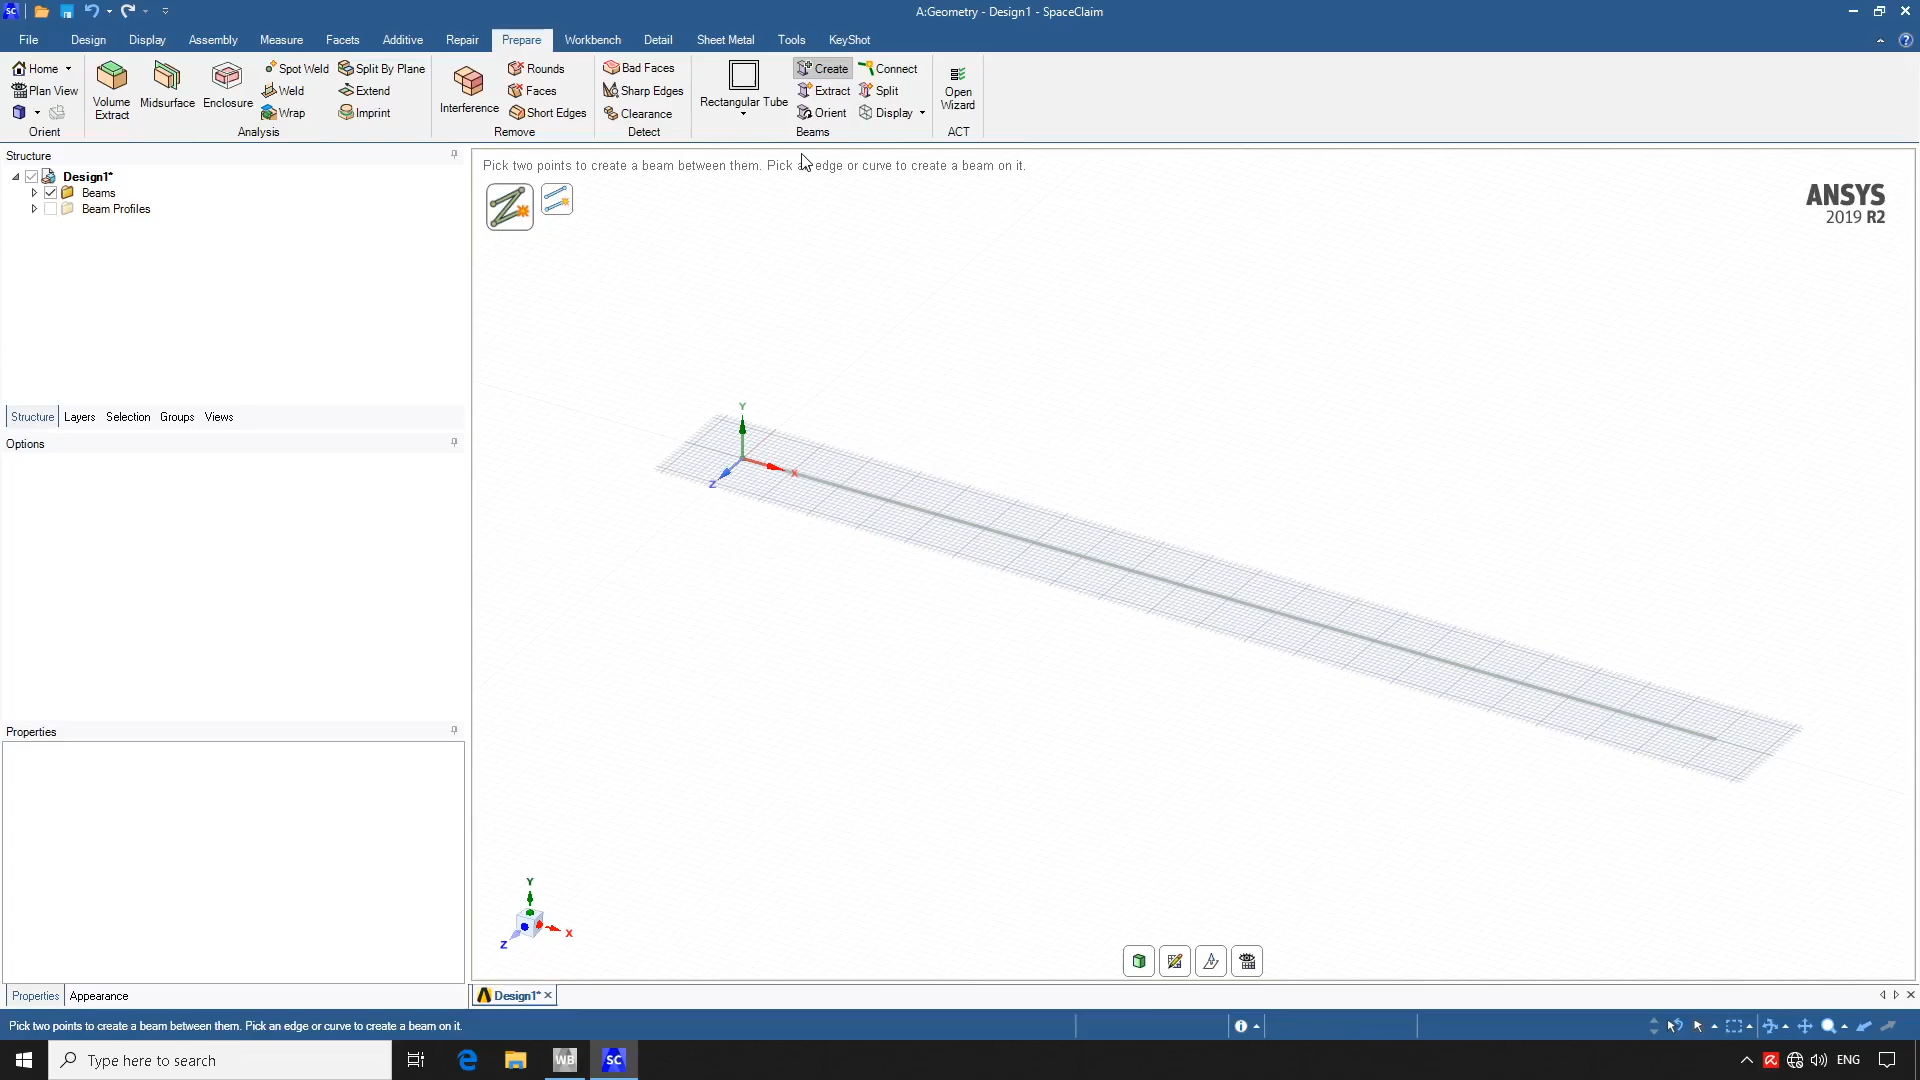 SC
A:Geometry - Design1 - SpaceClaim
File Design Display Assembly Measure Facets Additive Repair Prepare Workbench Detail Sheet Metal Tools KeyShot
Home
Plan View
Orient
Volume Extract
Midsurface
Enclosure
Spot Weld
Weld
Wrap
Split By Plane
Extend
Imprint
Analysis
Interference
Rounds
Faces
Short Edges
Remove
Bad Faces
Sharp Edges
Clearance
Detect
Rectangular Tube
Create
Extract
Orient
Connect
Split
Display
Beams
Open Wizard
ACT
Structure
Design1*
Beams
Beam Profiles
Structure Layers Selection Groups Views
Options
Properties
Properties Appearance
Pick two points to create a beam between them. Pick an edge or curve to create a beam on it.
ANSYS
2019 R2
Y
X
Z
Y
X
Z
Design1*
Pick two points to create a beam between them. Pick an edge or curve to create a beam on it.
Type here to search
WB
SC
ENG